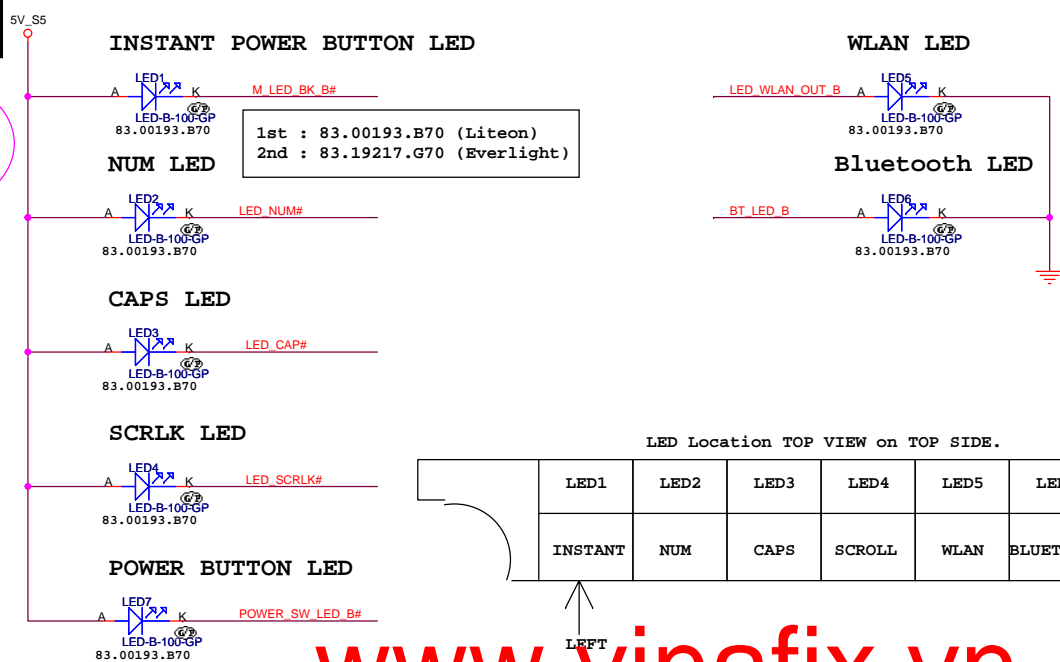 5V_S5
INSTANT POWER BUTTON LED
LED1
A
K
M_LED_BK_B#
LED-B-100-GP
83.00193.B70
1st : 83.00193.B70 (Liteon)
2nd : 83.19217.G70 (Everlight)
NUM LED
LED2
A
K
LED_NUM#
LED-B-100-GP
83.00193.B70
CAPS LED
LED3
A
K
LED_CAP#
LED-B-100-GP
83.00193.B70
SCRLK LED
LED4
A
K
LED_SCRLK#
LED-B-100-GP
83.00193.B70
POWER BUTTON LED
LED7
A
K
POWER_SW_LED_B#
LED-B-100-GP
83.00193.B70
WLAN LED
LED_WLAN_OUT_B
LED5
A
K
LED-B-100-GP
83.00193.B70
Bluetooth LED
BT_LED_B
LED6
A
K
LED-B-100-GP
83.00193.B70
LED Location TOP VIEW on TOP SIDE.
LED1 LED2 LED3 LED4 LED5 LE
INSTANT NUM CAPS SCROLL WLAN BLUET
LEFT
www.vinafix.vn